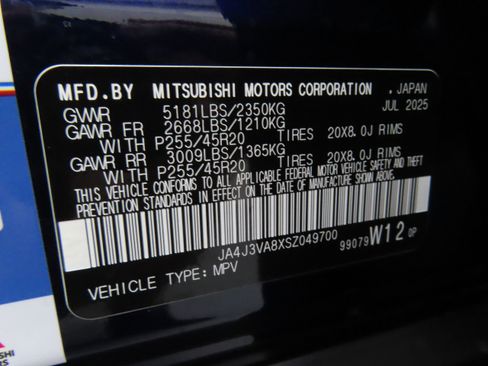 MFD.BY MITSUBISHI MOTORS CORPORATION . JAPAN
GVWR 5181LBS/2350KG JUL 2025
GAWR FR 2668LBS/1210KG
WITH P255/45R20 TIRES 20X8.0J RIMS
GAWR RR 3009LBS/1365KG
WITH P255/45R20 TIRES 20X8.0J RIMS
THIS VEHICLE CONFORMS TO ALL APPLICABLE FEDERAL MOTOR VEHICLE SAFETY AND THEFT
PREVENTION STANDARDS IN EFFECT ON THE DATE OF MANUFACTURE SHOWN ABOVE.
JA4J3VA8XSZ049700 99079 W12 OP
VEHICLE TYPE: MPV